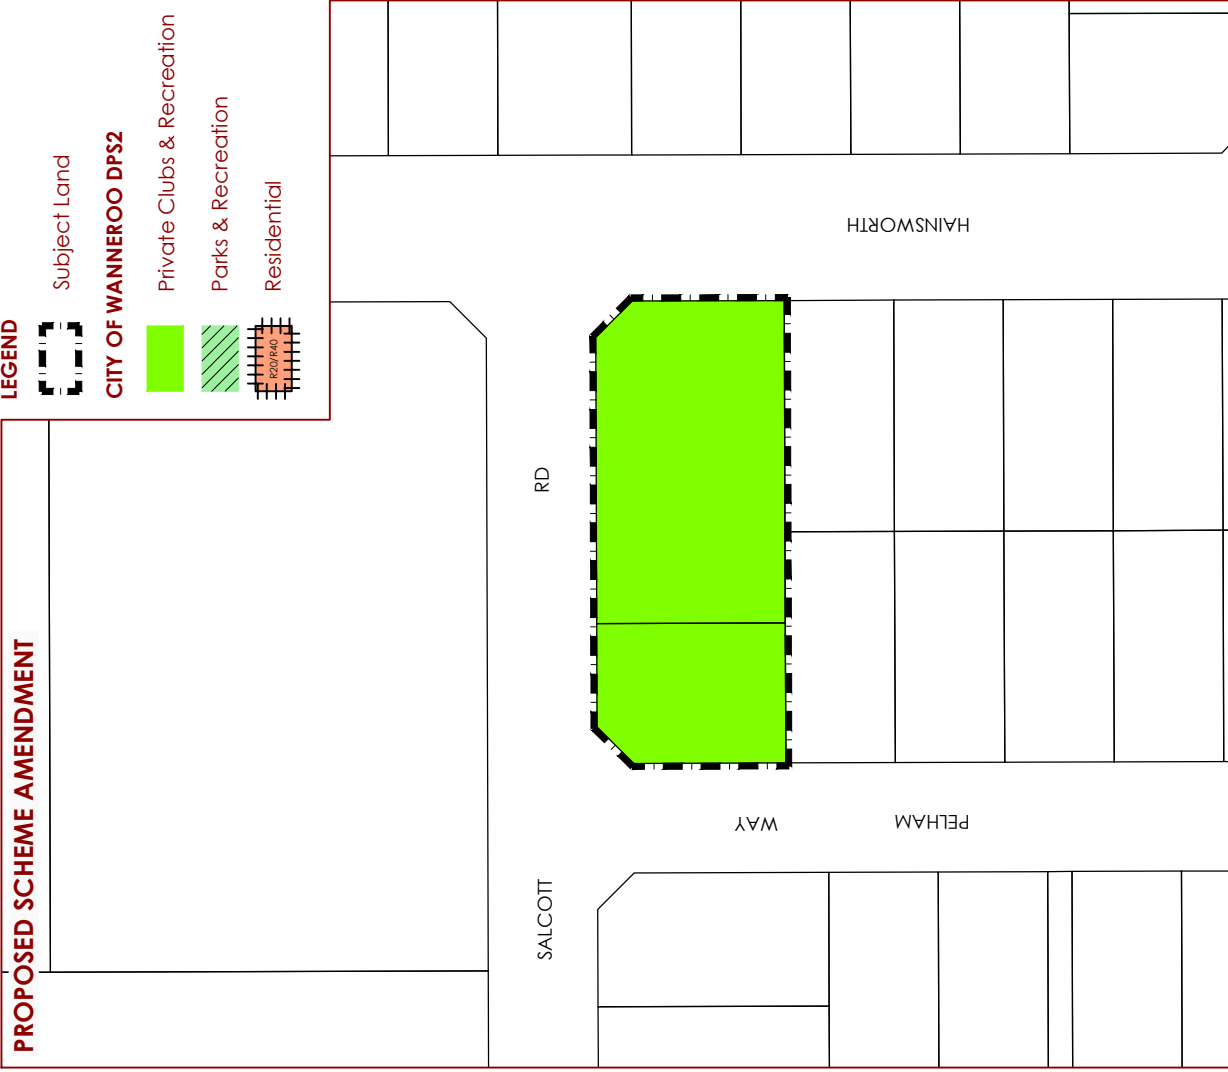 PROPOSED SCHEME AMENDMENT
LEGEND
Subject Land
CITY OF WANNEROO DPS2
Private Clubs & Recreation
Parks & Recreation
R20/R40
Residential
SALCOTT
RD
PELHAM
WAY
HAINSWORTH